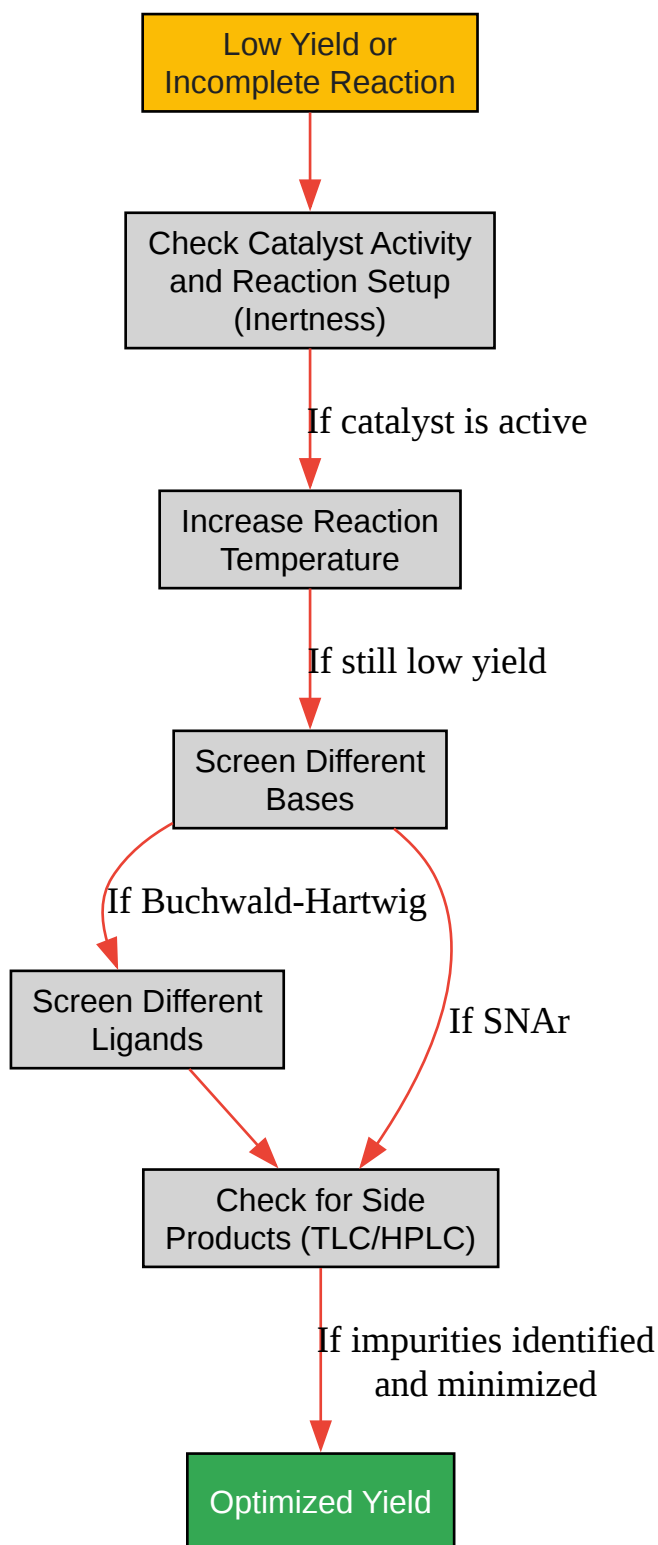 Low Yield or
Incomplete Reaction
Check Catalyst Activity
and Reaction Setup
(Inertness)
If catalyst is active
Increase Reaction
Temperature
If still low yield
Screen Different
Bases
If Buchwald-Hartwig
Screen Different
Ligands
If SNAr
Check for Side
Products (TLC/HPLC)
If impurities identified
and minimized
Optimized Yield